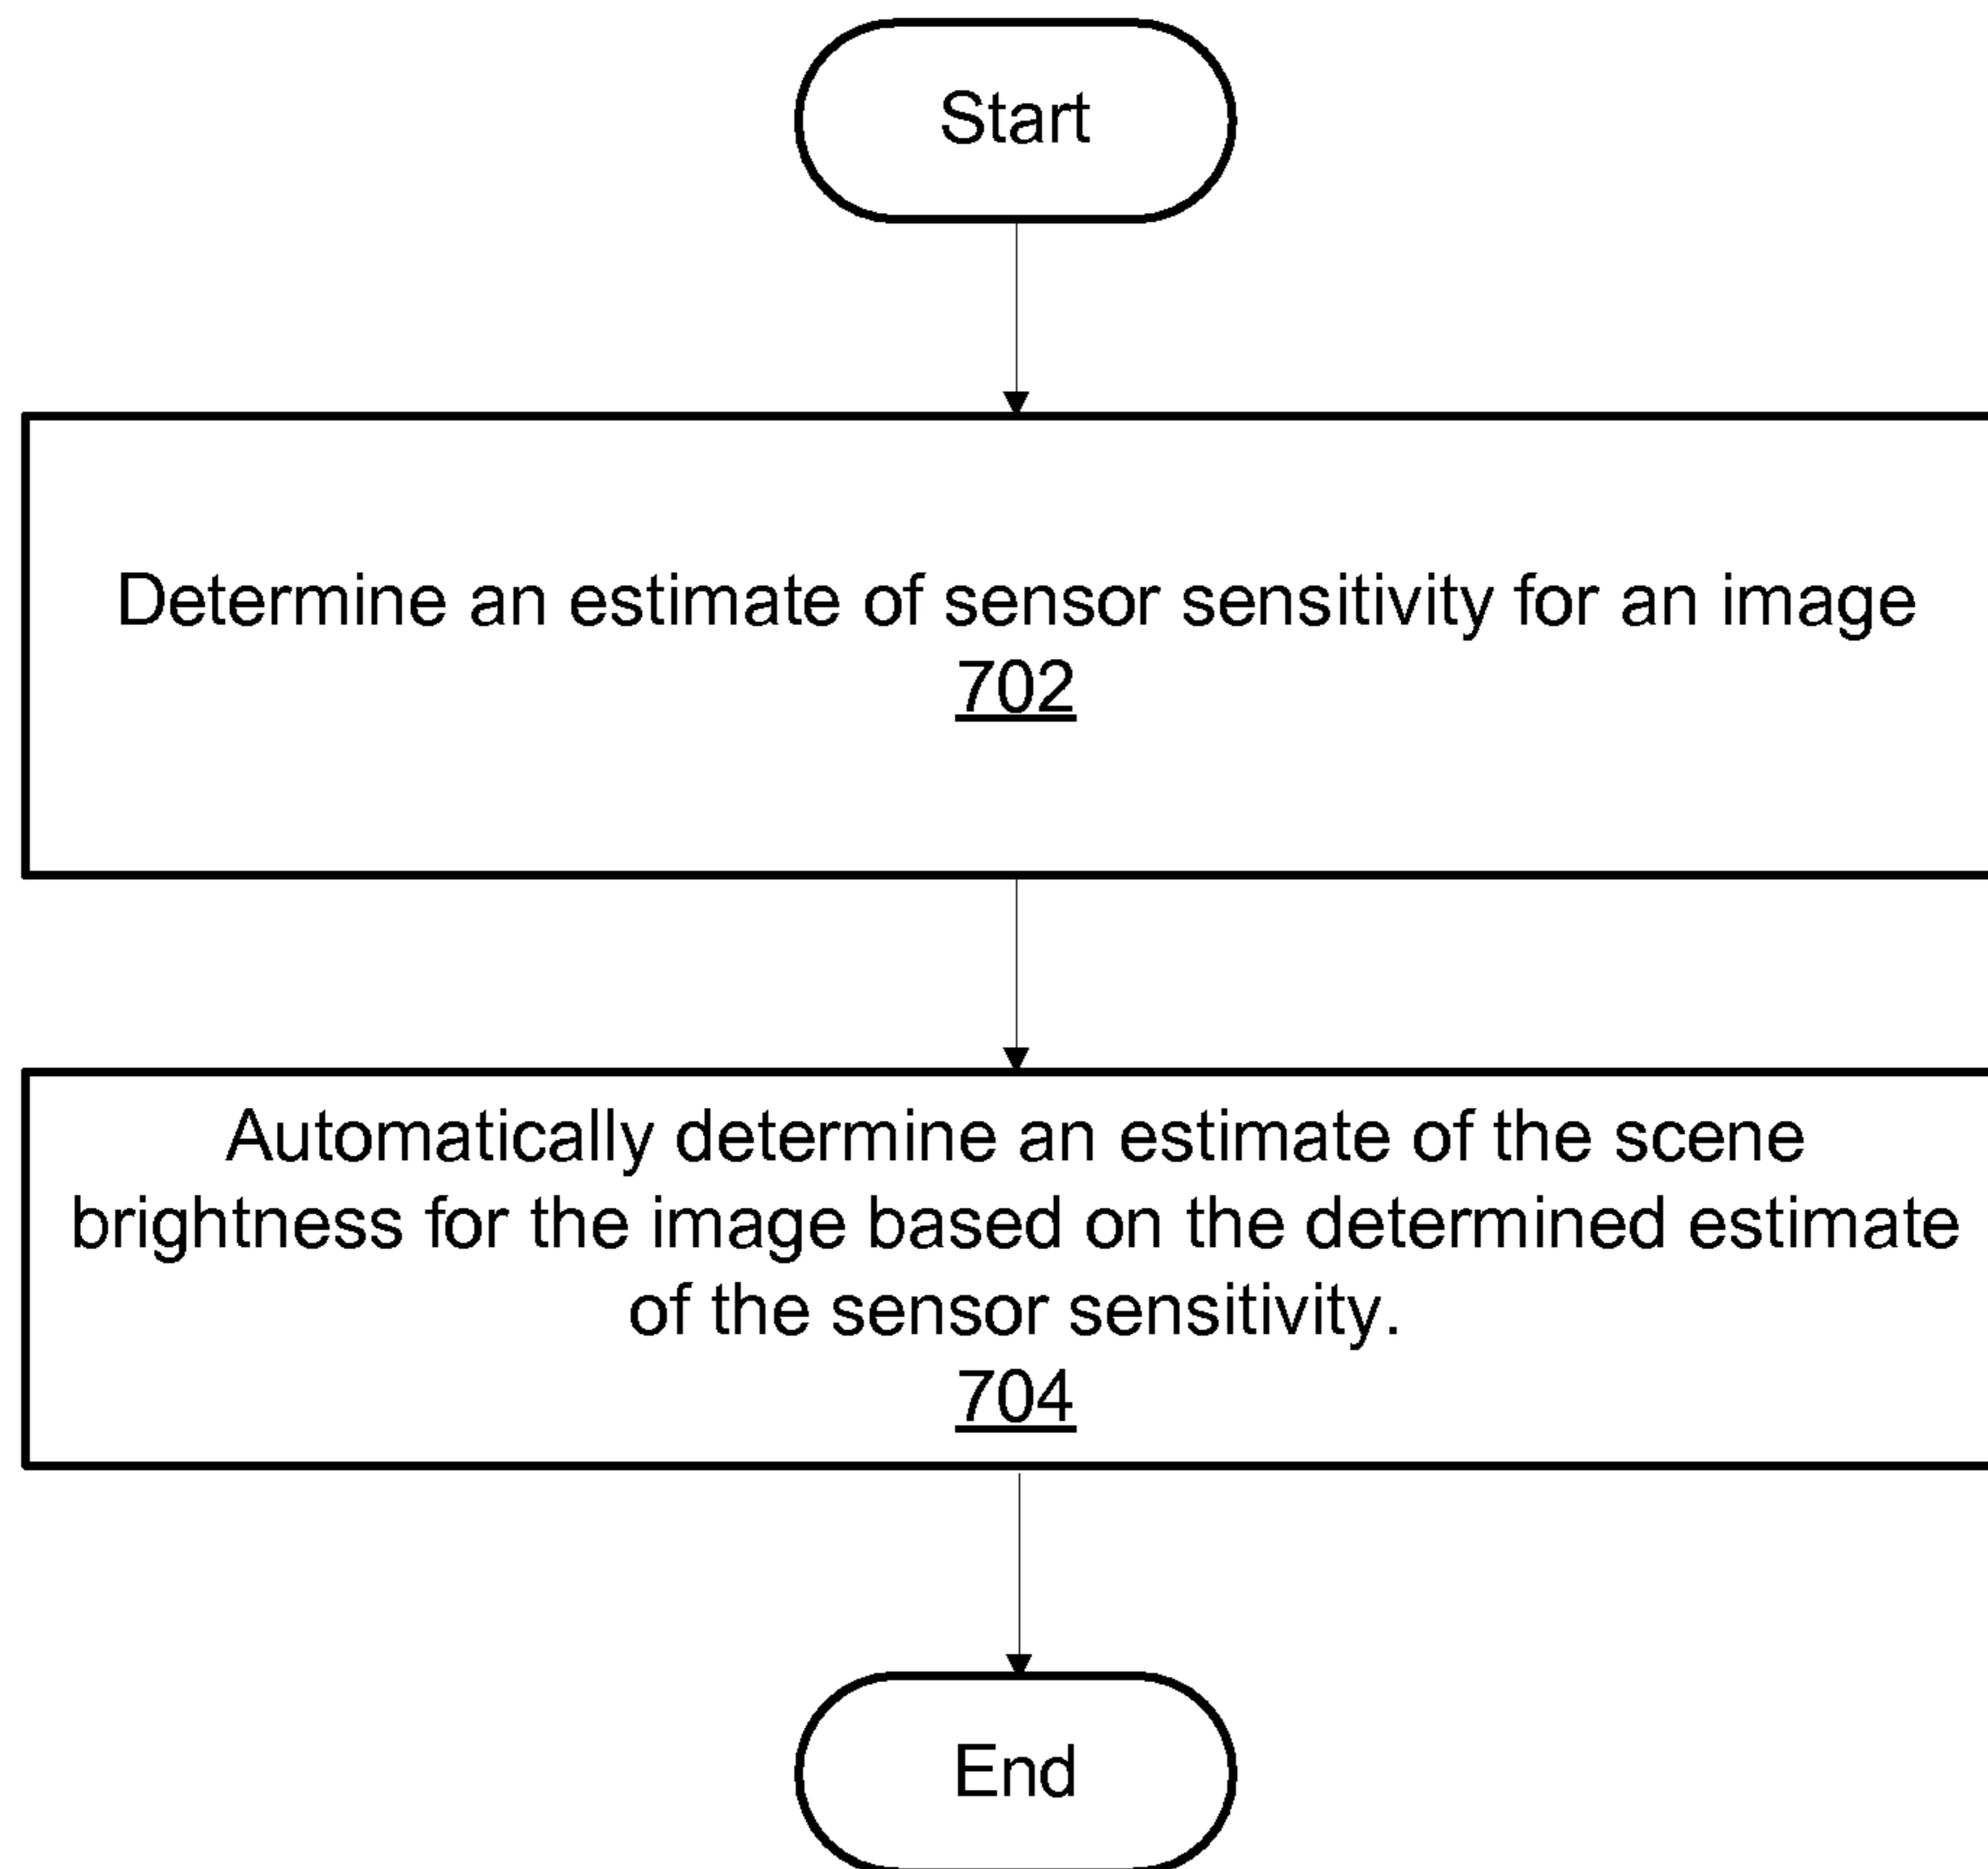 Start
Determine an estimate of sensor sensitivity for an image
702
Automatically determine an estimate of the scene
brightness for the image based on the determined estimate
of the sensor sensitivity.
704
End